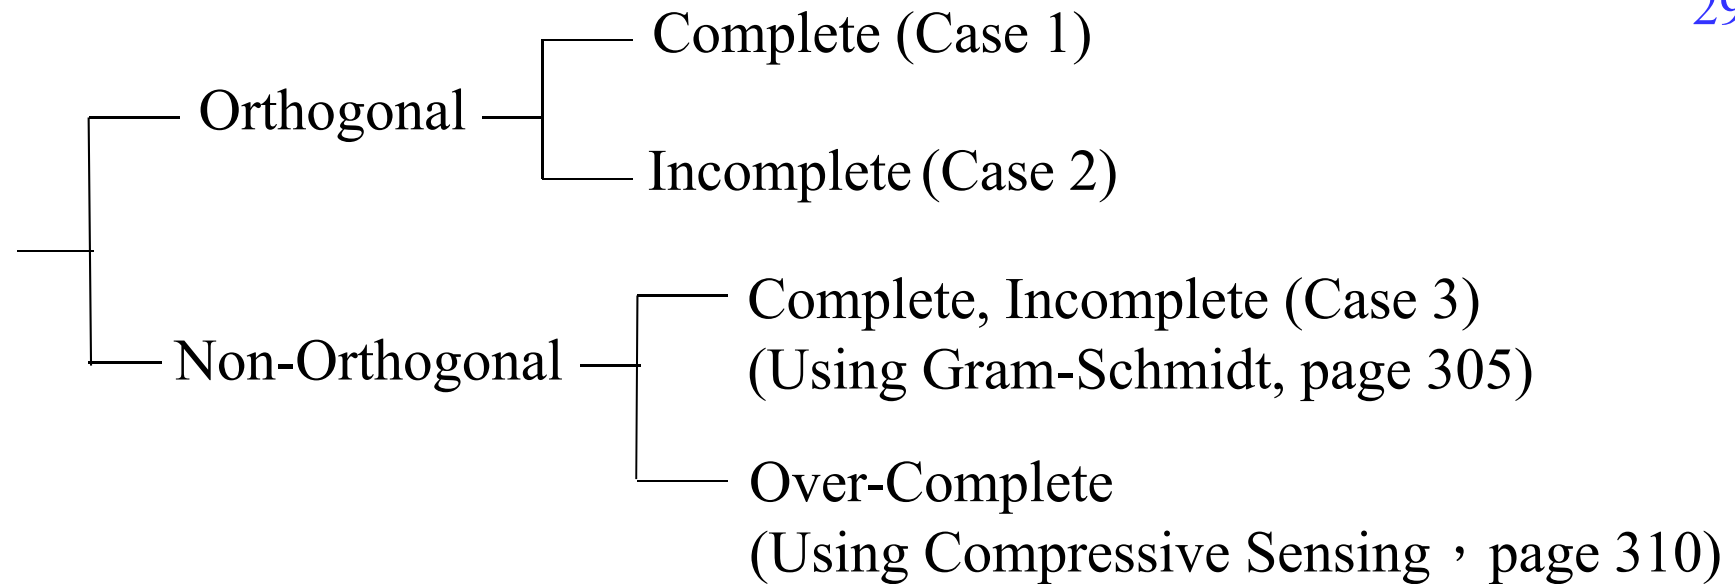 Complete (Case 1)
Orthogonal
Incomplete (Case 2)
Complete, Incomplete (Case 3)
Non-Orthogonal
(Using Gram-Schmidt, page 305)
Over-Complete
(Using Compressive Sensing,page 310)